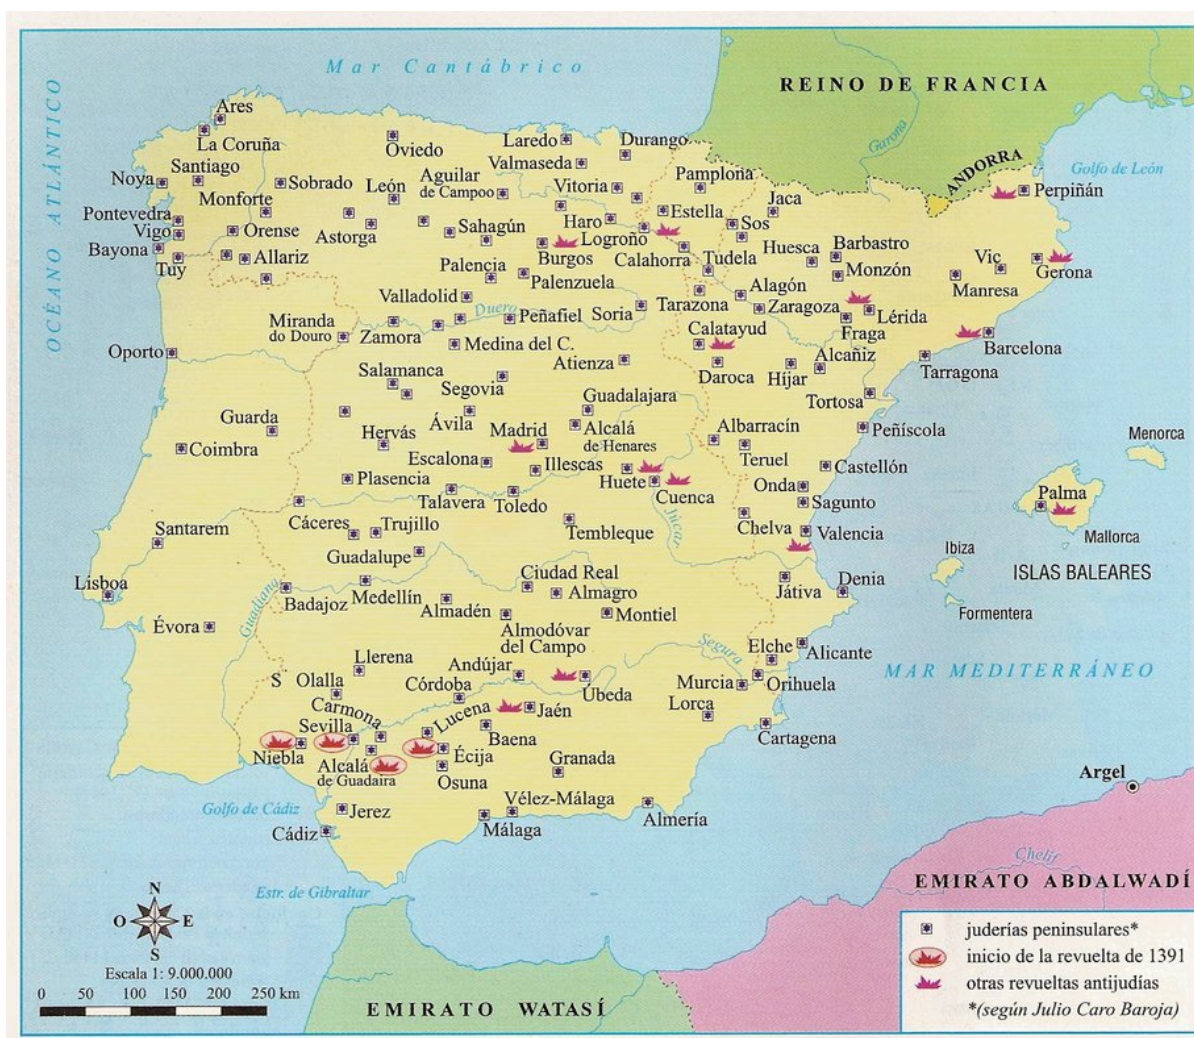 Mar Cantábrico
REINO DE FRANCIA
OCÉANO ATLÁNTICO
Garona
ANDORRA
Golfo de León
Ares
La Coruña
Oviedo
Laredo
Durango
Valmaseda
Santiago
Noya
Sobrado
León
Aguilar
de Campoo
Vitoria
Pamplona
Perpiñán
Monforte
Pontevedra
Vigo
Bayona
Tuy
Orense
Allariz
Astorga
Sahagún
Haro
Estella
Jaca
Sos
Logroño
Burgos
Calahorra
Huesca
Barbastro
Tudela
Monzón
Vic
Gerona
Manresa
Palencia
Palenzuela
Valladolid
Duero
Peñafiel
Soria
Tarazona
Alagón
Zaragoza
Lérida
Fraga
Barcelona
Miranda
do Douro
Zamora
Medina del C.
Calatayud
Oporto
Atienza
Daroca
Híjar
Alcañiz
Tarragona
Salamanca
Segovia
Guadalajara
Tortosa
Guarda
Ávila
Madrid
Alcalá
de Henares
Albarracín
Peñíscola
Menorca
Coimbra
Hervás
Escalona
Illescas
Teruel
Castellón
Plasencia
Talavera
Toledo
Huete
Cuenca
Onda
Sagunto
Palma
Mallorca
Santarem
Cáceres
Trujillo
Tembleque
Júcar
Chelva
Valencia
Guadalupe
Ibiza
ISLAS BALEARES
Formentera
Lisboa
Guadiana
Badajoz
Medellín
Ciudad Real
Almagro
Játiva
Denia
Almadén
Montiel
Évora
Almodóvar
del Campo
Segura
Elche
Alicante
MAR MEDITERRÁNEO
Llerena
Andújar
S Olalla
Córdoba
Úbeda
Murcia
Orihuela
Carmona
Lucena
Jaén
Lorca
Sevilla
Baena
Cartagena
Niebla
Écija
Alcalá
de Guadaira
Osuna
Granada
Argel
Golfo de Cádiz
Jerez
Vélez-Málaga
Almería
Cádiz
Málaga
Chelif
EMIRATO ABDALWADÍ
Estr. de Gibraltar
N
O E
S
Escala 1: 9.000.000
0 50 100 150 200 250 km
EMIRATO WATASÍ
juderías peninsulares*
inicio de la revuelta de 1391
otras revueltas antijudías
*(según Julio Caro Baroja)